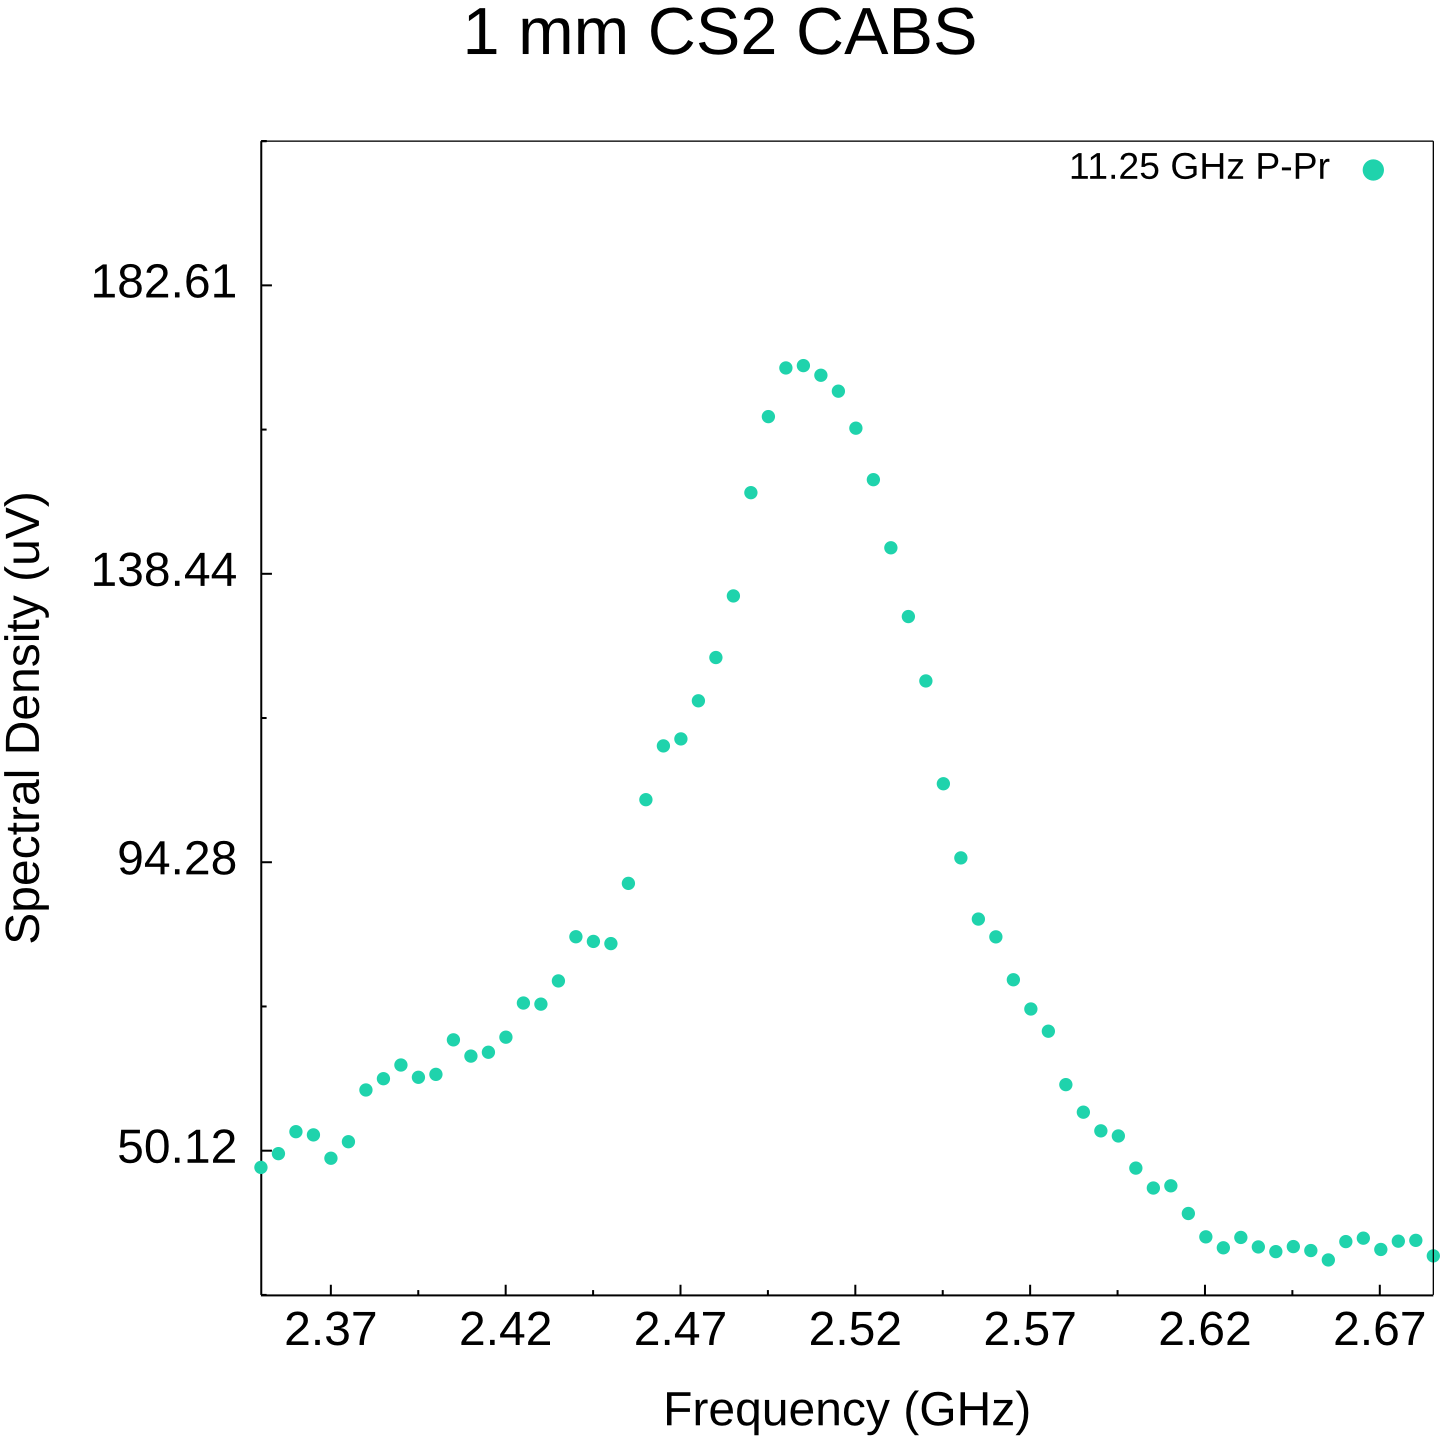 1 mm CS2 CABS
11.25 GHz P-Pr
182.61
138.44
94.28
50.12
Spectral Density (uV)
2.37 2.42 2.47 2.52 2.57 2.62 2.67
Frequency (GHz)